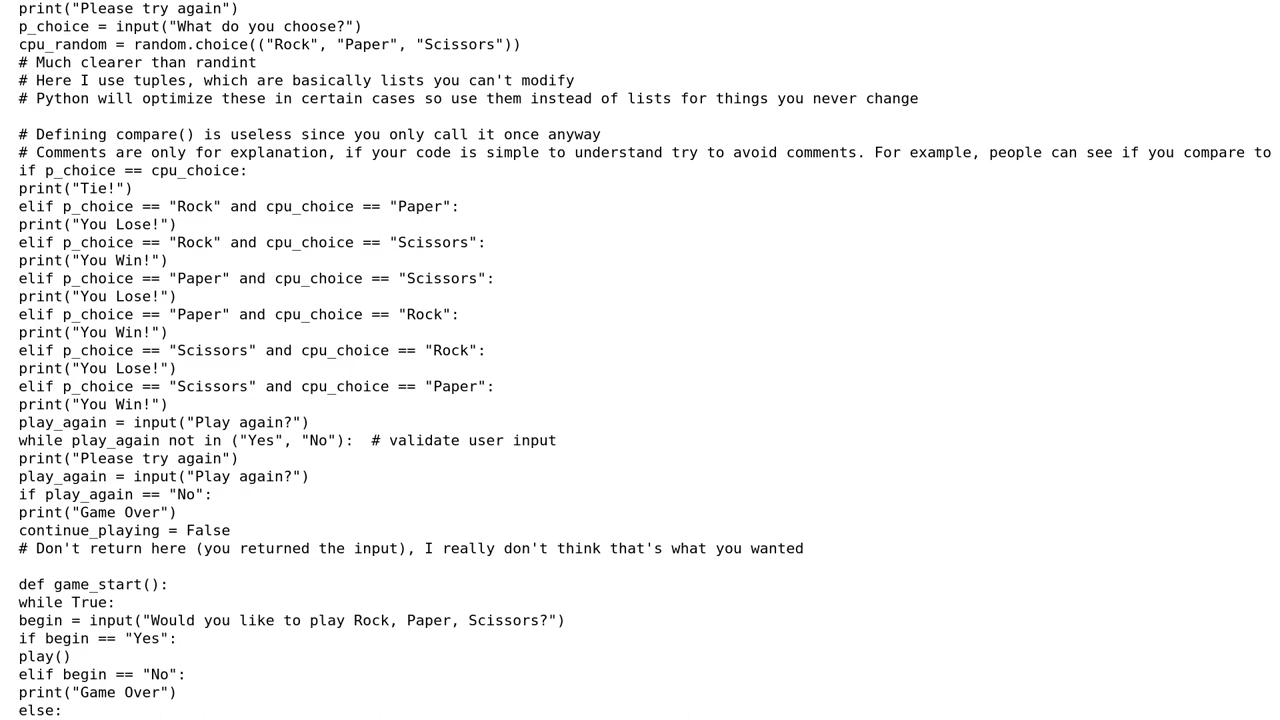 print("Please try again")
p_choice = input("What do you choose?")
cpu_random = random.choice(("Rock", "Paper", "Scissors"))
# Much clearer than randint
# Here I use tuples, which are basically lists you can't modify
# Python will optimize these in certain cases so use them instead of lists for things you never change
# Defining compare() is useless since you only call it once anyway
# Comments are only for explanation, if your code is simple to understand try to avoid comments. For example, people can see if you compare to
if p_choice == cpu_choice:
print("Tie!")
elif p_choice == "Rock" and cpu_choice == "Paper":
print("You Lose!")
elif p_choice == "Rock" and cpu_choice == "Scissors":
print("You Win!")
elif p_choice == "Paper" and cpu_choice == "Scissors":
print("You Lose!")
elif p_choice == "Paper" and cpu_choice == "Rock":
print("You Win!")
elif p_choice == "Scissors" and cpu_choice == "Rock":
print("You Lose!")
elif p_choice == "Scissors" and cpu_choice == "Paper":
print("You Win!")
play_again = input("Play again?")
while play_again not in ("Yes", "No"):  # validate user input
print("Please try again")
play_again = input("Play again?")
if play_again == "No":
print("Game Over")
continue_playing = False
# Don't return here (you returned the input), I really don't think that's what you wanted
def game_start():
while True:
begin = input("Would you like to play Rock, Paper, Scissors?")
if begin == "Yes":
play()
elif begin == "No":
print("Game Over")
else: